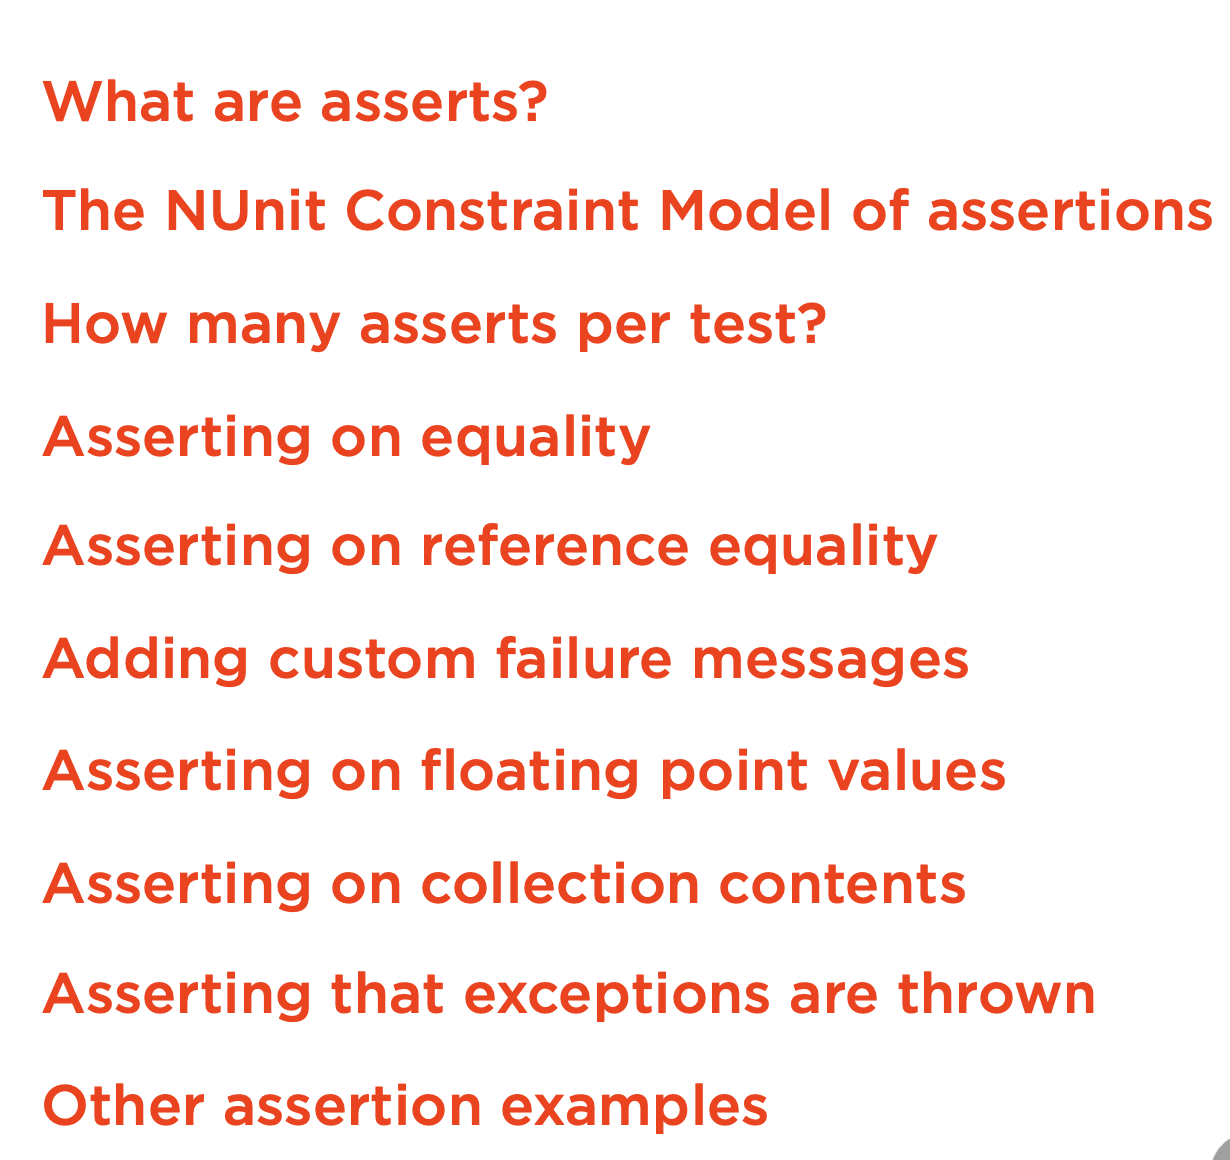 What are asserts?
The NUnit Constraint Model of assertions
How many asserts per test?
Asserting on equality
Asserting on reference equality
Adding custom failure messages
Asserting on floating point values
Asserting on collection contents
Asserting that exceptions are thrown
Other assertion examples